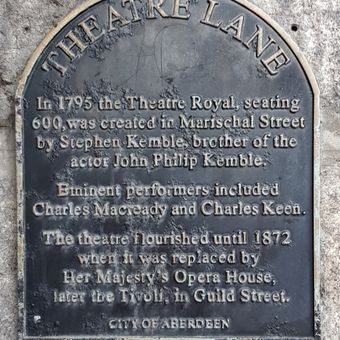 THEATRE LANE
In 1795 the Theatre Royal, seating
600, was created in Marischal Street
by Stephen Kemble, brother of the
actor John Philip Kemble.
Eminent performers included
Charles Macready and Charles Keen.
The theatre flourished until 1872
when it was replaced by
Her Majesty's Opera House,
later the Tivoli, in Guild Street.
CITY OF ABERDEEN